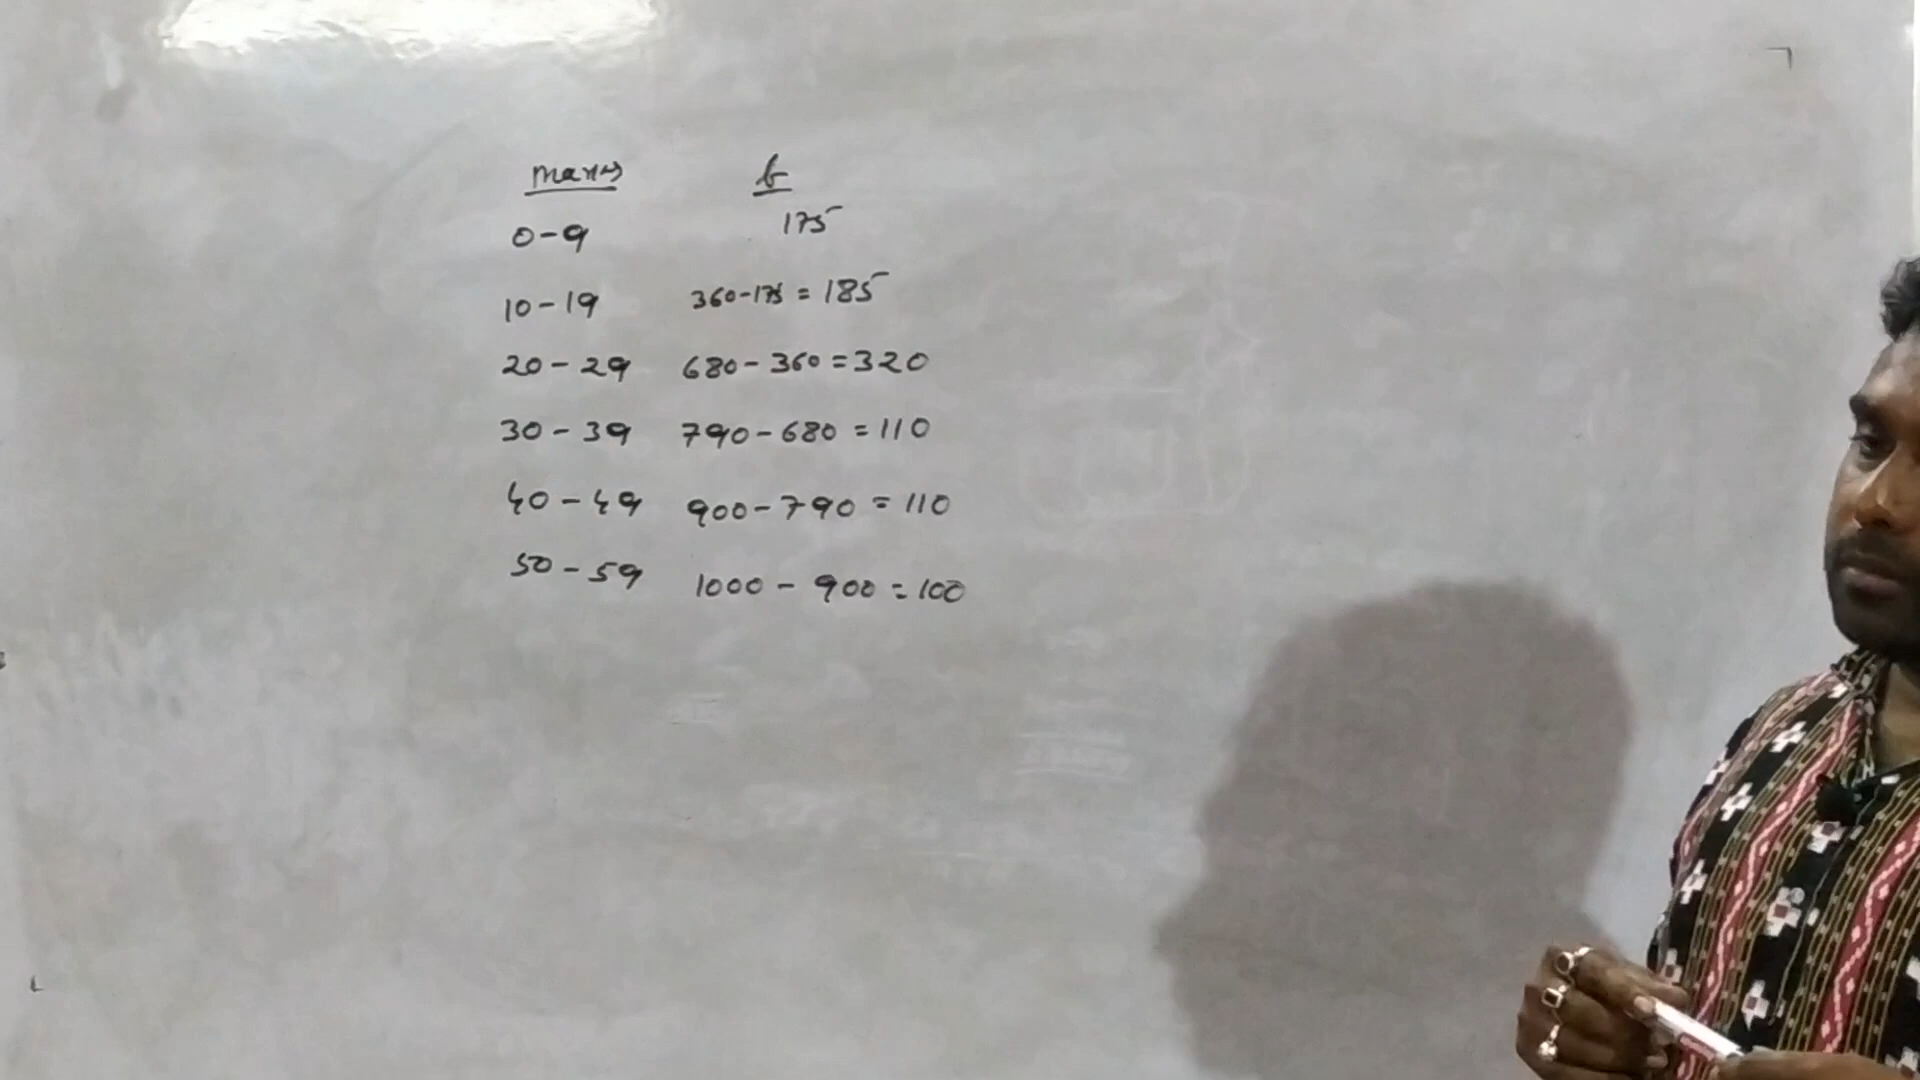 Marks f
0-9 175
10-19 360-175 = 185
20-29 680-360 = 320
30-39 790-680 = 110
40-49 900-790 = 110
50-59 1000-900 = 100